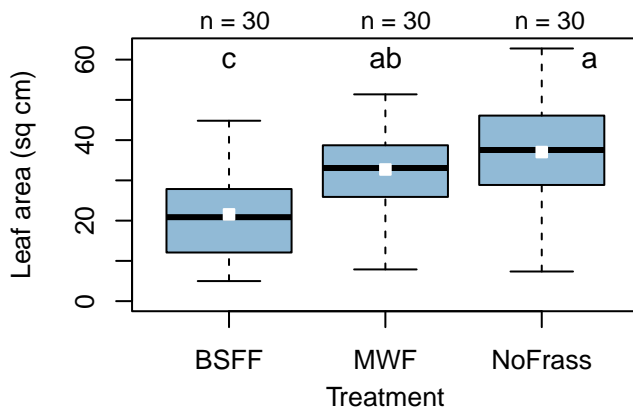 n = 30 n = 30 n = 30
c ab a
60
40
20
0
Leaf area (sq cm)
BSFF MWF NoFrass
Treatment